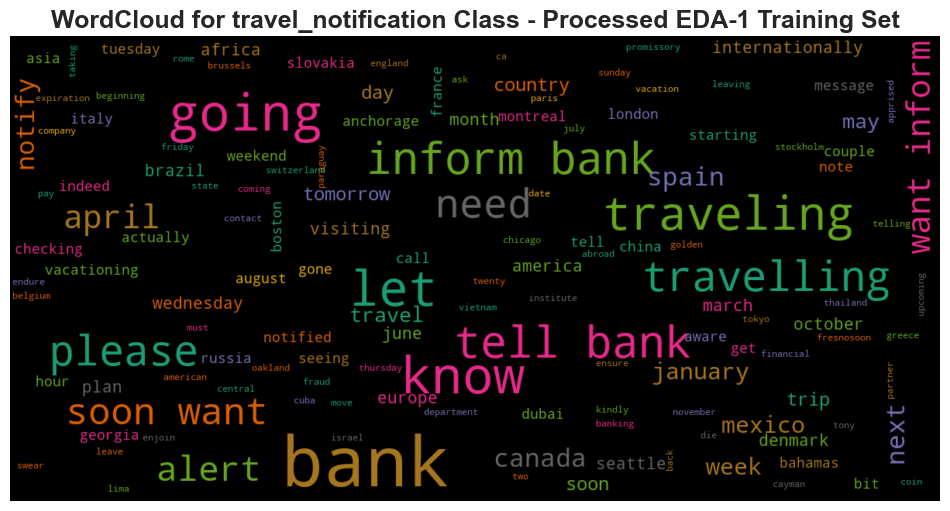 WordCloud for travel_notification Class - Processed EDA-1 Training Set
asia
taking
tuesday
rome
africa
brussels
slovakia
england
france
ca
ask
paris
country
sunday
promissory
vacation
internationally
leaving
message
apprised
want inform
notify
expiration
beginning
company
italy
going
day
anchorage
month
montreal
july
london
starting
may
stockholm
couple
note
friday
weekend
switzerland
paraguay
brazil
state
coming
indeed
pay
inform bank
spain
tomorrow
date
need
traveling
telling
april
actually
contact
boston
visiting
chicago
tell
abroad
china
golden
checking
vacationing
endure
belgium
august
gone
call
america
twenty
institute
vietnam
let
travel
travelling
upcoming
wednesday
march
thailand
tokyo
october
fresnosoon
greece
must
notified
june
tell bank
aware
get
financial
please
russia
seeing
american
oakland
thursday
know
ensure
january
partner
hour
plan
central
fraud
cuba
move
europe
department
dubai
kindly
banking
november
trip
tony
die
mexico
denmark
next
soon want
georgia
enjoin
leave
israel
bank
canada
seattle
back
week
bahamas
swear
lima
alert
two
soon
cayman
bit
coin